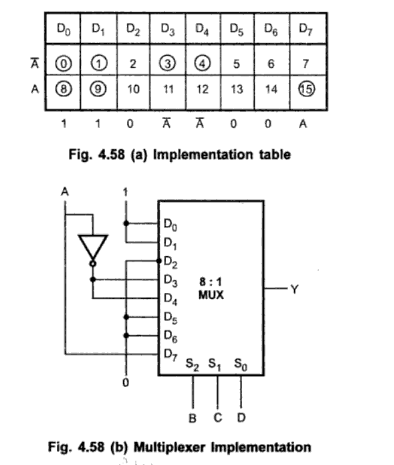 D0 D1 D2 D3 D4 D5 D6 D7
A̅ 0 1 2 3 4 5 6 7
A 8 9 10 11 12 13 14 15
1 1 0 A̅ A̅ 0 0 A
Fig. 4.58 (a) Implementation table
A 1
D0
D1
D2
D3
D4
D5
D6
D7
8 : 1
MUX
Y
S2 S1 S0
0
B C D
Fig. 4.58 (b) Multiplexer Implementation